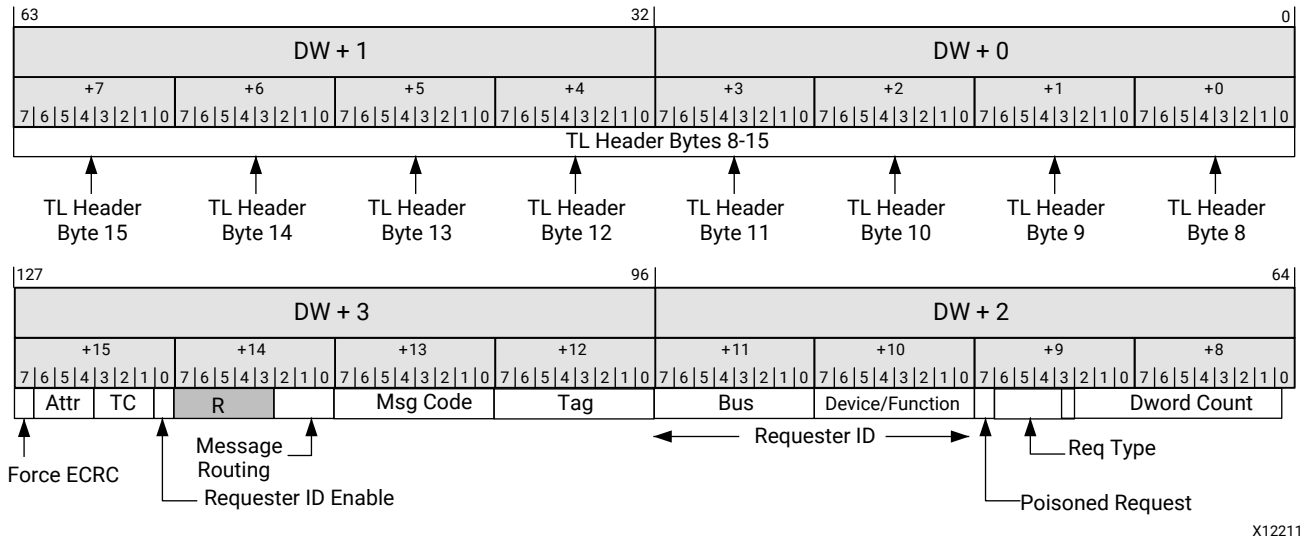 63 32 0
DW + 1 DW + 0
+7 +6 +5 +4 +3 +2 +1 +0
7 6 5 4 3 2 1 0 7 6 5 4 3 2 1 0 7 6 5 4 3 2 1 0 7 6 5 4 3 2 1 0 7 6 5 4 3 2 1 0 7 6 5 4 3 2 1 0 7 6 5 4 3 2 1 0 7 6 5 4 3 2 1 0
TL Header Bytes 8-15
TL Header TL Header TL Header TL Header TL Header TL Header TL Header TL Header
Byte 15 Byte 14 Byte 13 Byte 12 Byte 11 Byte 10 Byte 9 Byte 8
127 96 64
DW + 3 DW + 2
+15 +14 +13 +12 +11 +10 +9 +8
7 6 5 4 3 2 1 0 7 6 5 4 3 2 1 0 7 6 5 4 3 2 1 0 7 6 5 4 3 2 1 0 7 6 5 4 3 2 1 0 7 6 5 4 3 2 1 0 7 6 5 4 3 2 1 0 7 6 5 4 3 2 1 0
Attr TC R Msg Code Tag Bus Device/Function Dword Count
Message Requester ID Req Type
Routing
Force ECRC
Requester ID Enable Poisoned Request
X12211